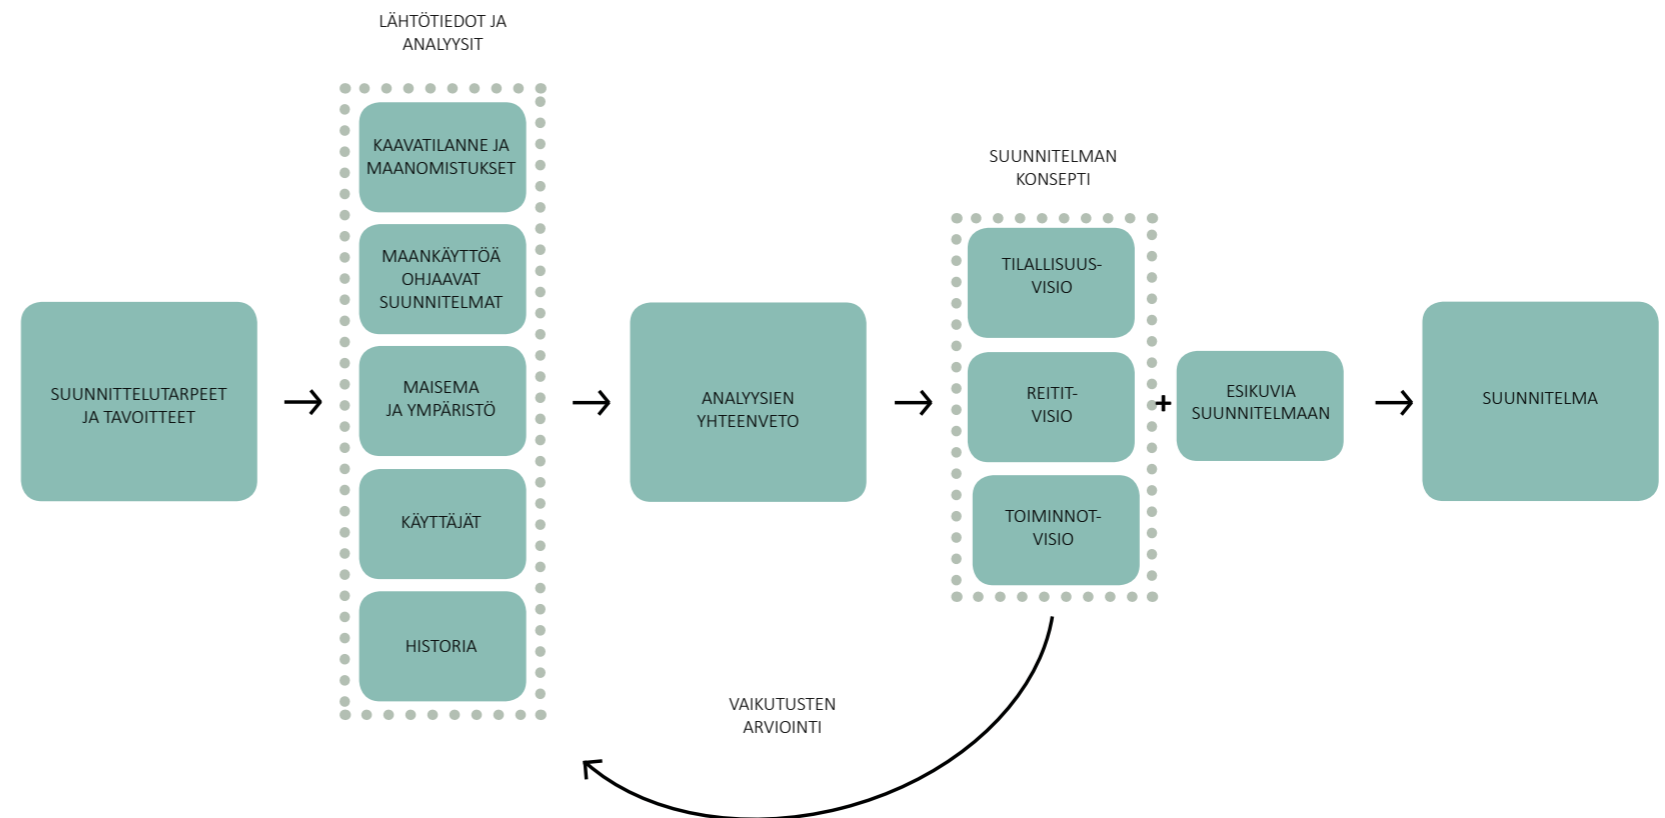 LÄHTÖTIEDOT JA
ANALYYSIT
SUUNNITTELUTARPEET
JA TAVOITTEET
KAAVATILANNE JA
MAANOMISTUKSET
MAANKÄYTTÖÄ
OHJAAVAT
SUUNNITELMAT
MAISEMA
JA YMPÄRISTÖ
KÄYTTÄJÄT
HISTORIA
ANALYYSIEN
YHTEENVETO
SUUNNITELMAN
KONSEPTI
TILALLISUUS-
VISIO
REITIT-
VISIO
TOIMINNOT-
VISIO
+
ESIKUVIA
SUUNNITELMAAN
SUUNNITELMA
VAIKUTUSTEN
ARVIOINTI